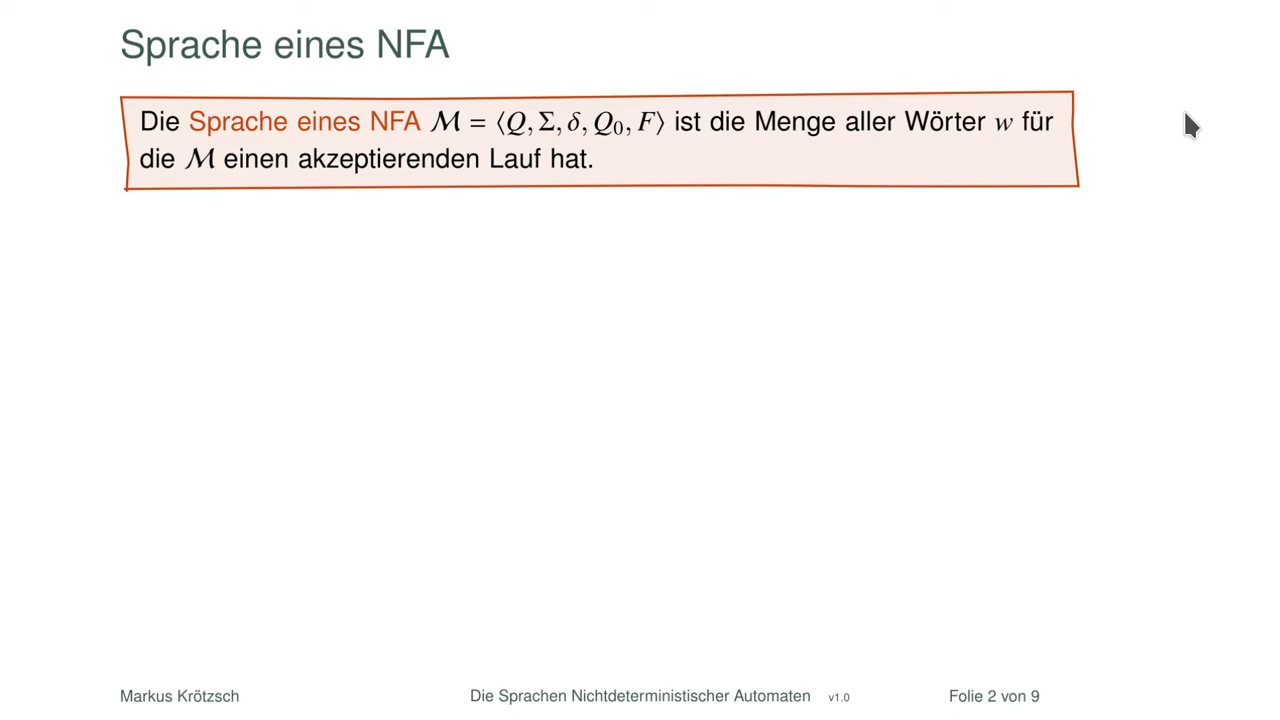 Sprache eines NFA
Die Sprache eines NFA ℳ = ⟨Q, Σ, δ, Q₀, F⟩ ist die Menge aller Wörter w für
die ℳ einen akzeptierenden Lauf hat.
Markus Krötzsch Die Sprachen Nichtdeterministischer Automaten v1.0 Folie 2 von 9